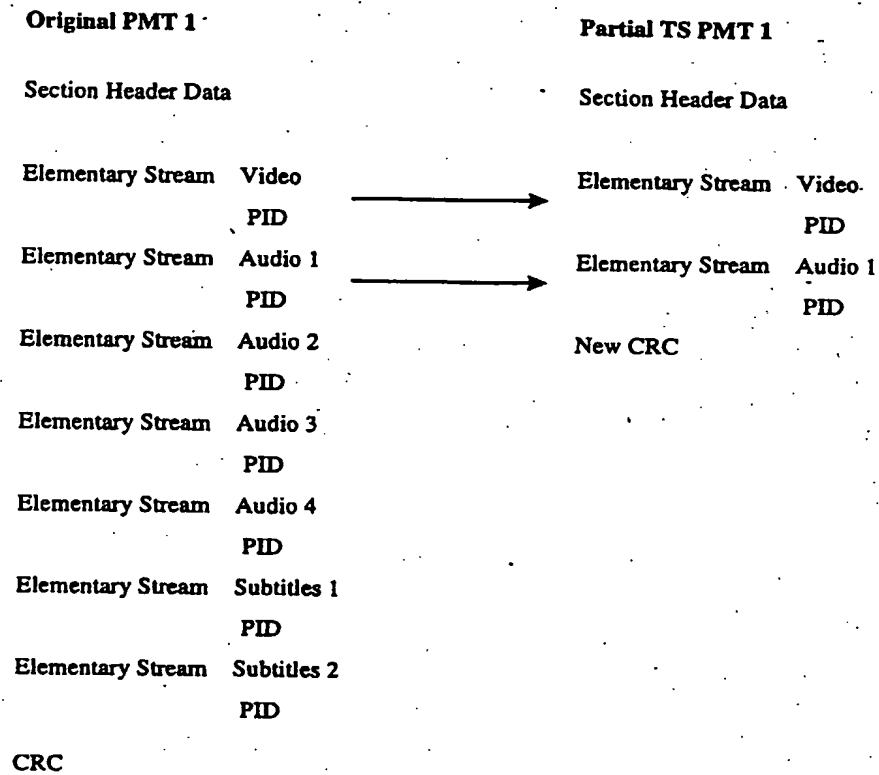 Original PMT 1
Section Header Data
Elementary Stream Video
PID
Elementary Stream Audio 1
PID
Elementary Stream Audio 2
PID
Elementary Stream Audio 3
PID
Elementary Stream Audio 4
PID
Elementary Stream Subtitles 1
PID
Elementary Stream Subtitles 2
PID
CRC
Partial TS PMT 1
Section Header Data
Elementary Stream Video
PID
Elementary Stream Audio 1
PID
New CRC